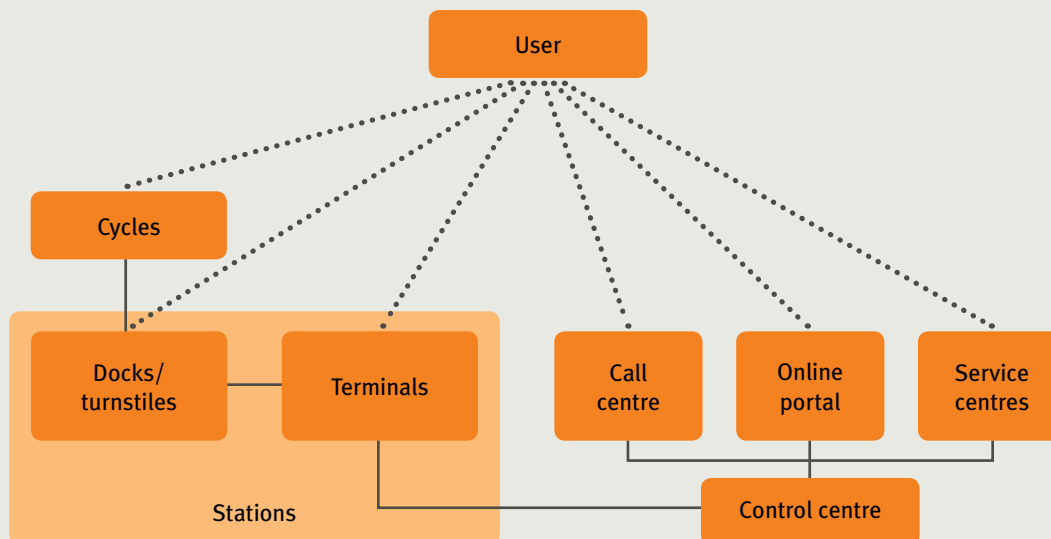 User
Cycles
Docks/
turnstiles
Terminals
Call
centre
Online
portal
Service
centres
Stations
Control centre